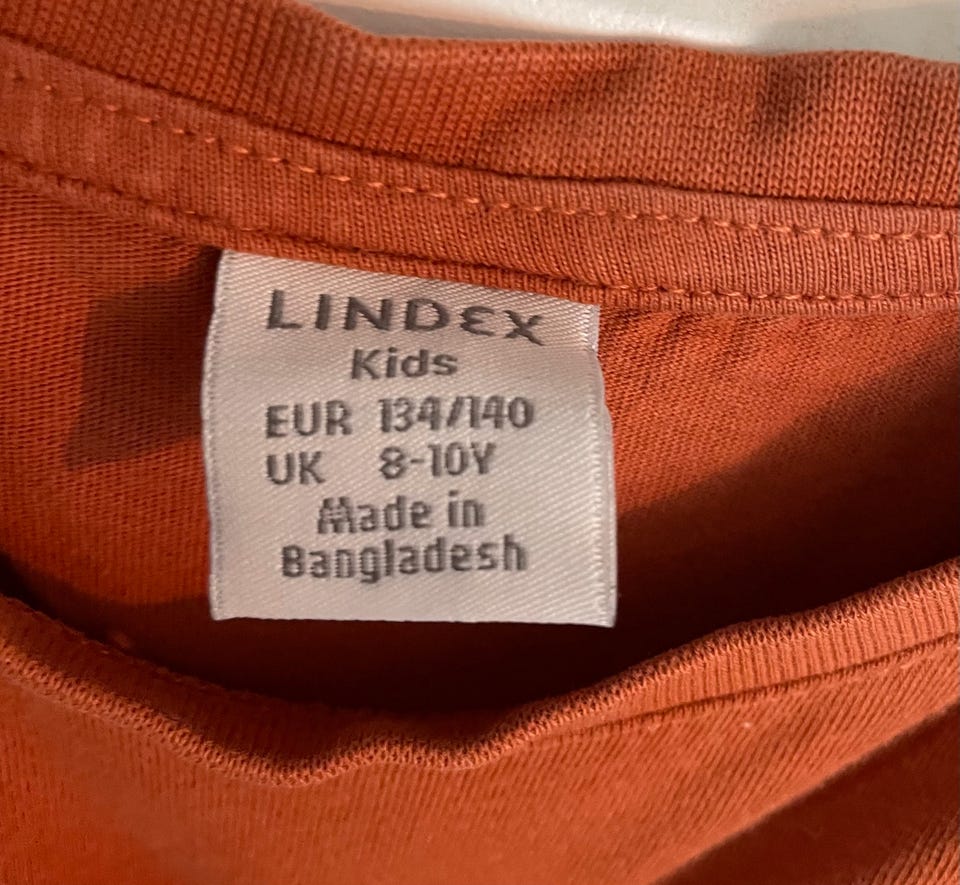 LINDEX
Kids
EUR 134/140
UK 8-10Y
Made in
Bangladesh